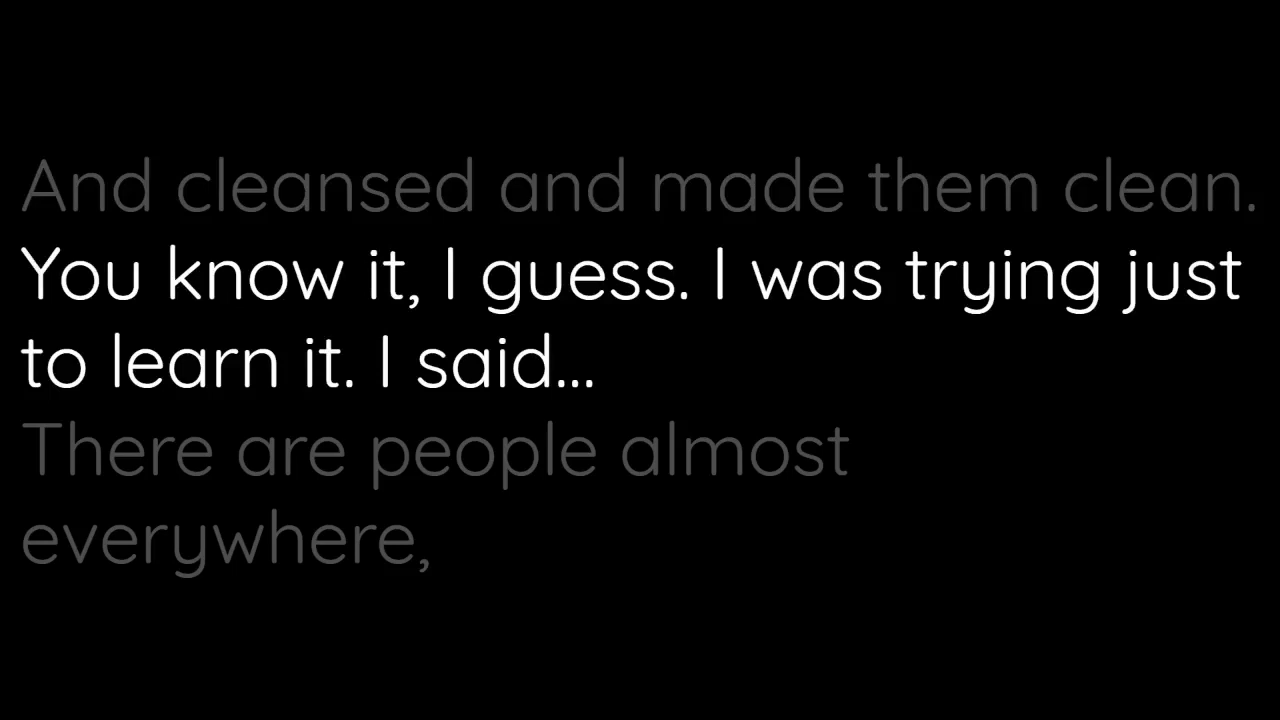 And cleansed and made them clean.
You know it, I guess. I was trying just
to learn it. I said...
There are people almost
everywhere,